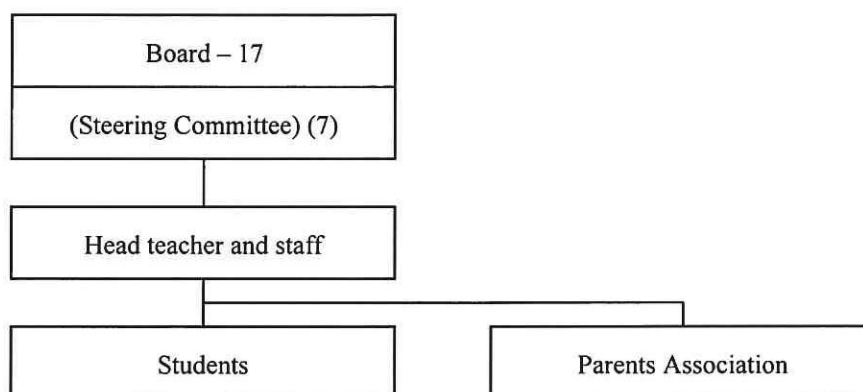 Board – 17
(Steering Committee) (7)
Head teacher and staff
Students
Parents Association